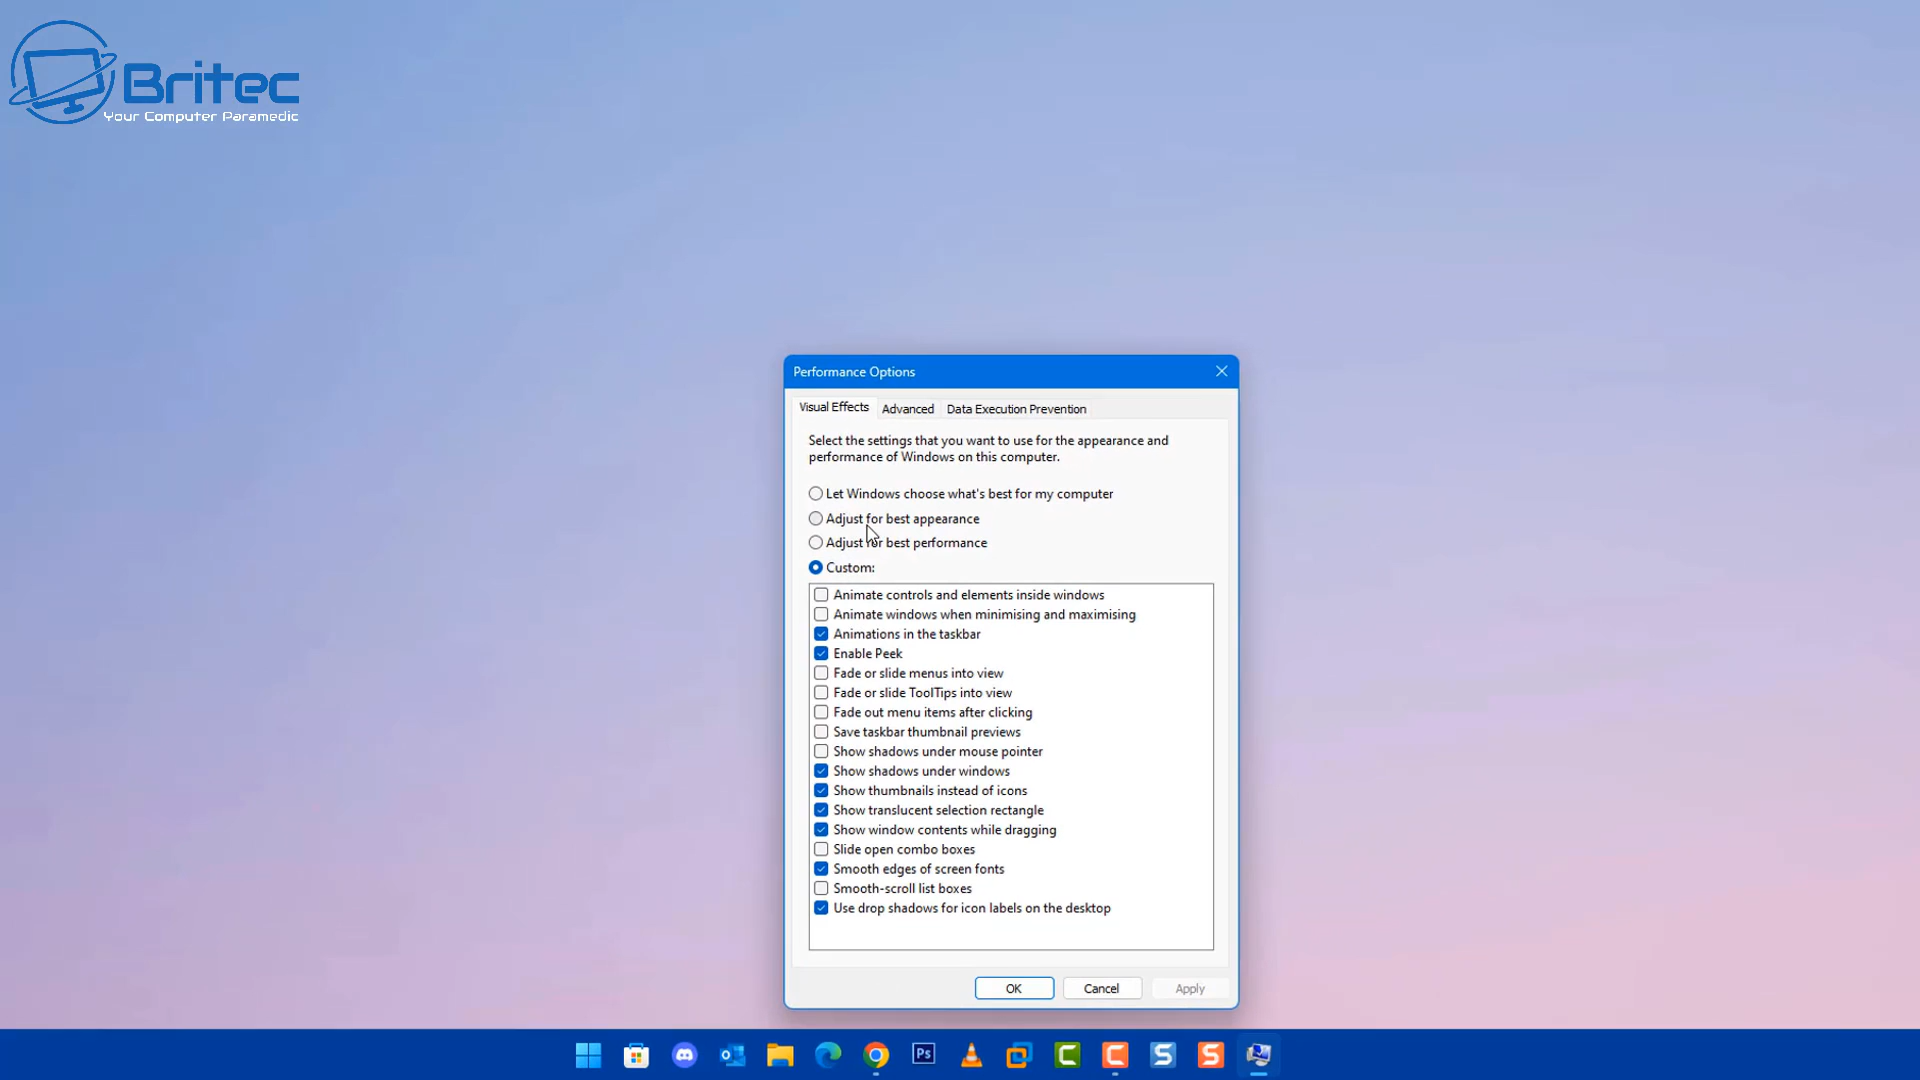 Britec
Your Computer Paramedic
Performance Options
Visual Effects
Advanced
Data Execution Prevention
Select the settings that you want to use for the appearance and
performance of Windows on this computer.
Let Windows choose what's best for my computer
Adjust for best appearance
Adjust for best performance
Custom:
Animate controls and elements inside windows
Animate windows when minimising and maximising
Animations in the taskbar
Enable Peek
Fade or slide menus into view
Fade or slide ToolTips into view
Fade out menu items after clicking
Save taskbar thumbnail previews
Show shadows under mouse pointer
Show shadows under windows
Show thumbnails instead of icons
Show translucent selection rectangle
Show window contents while dragging
Slide open combo boxes
Smooth edges of screen fonts
Smooth-scroll list boxes
Use drop shadows for icon labels on the desktop
OK
Cancel
Apply
Ps
C
C
S
S